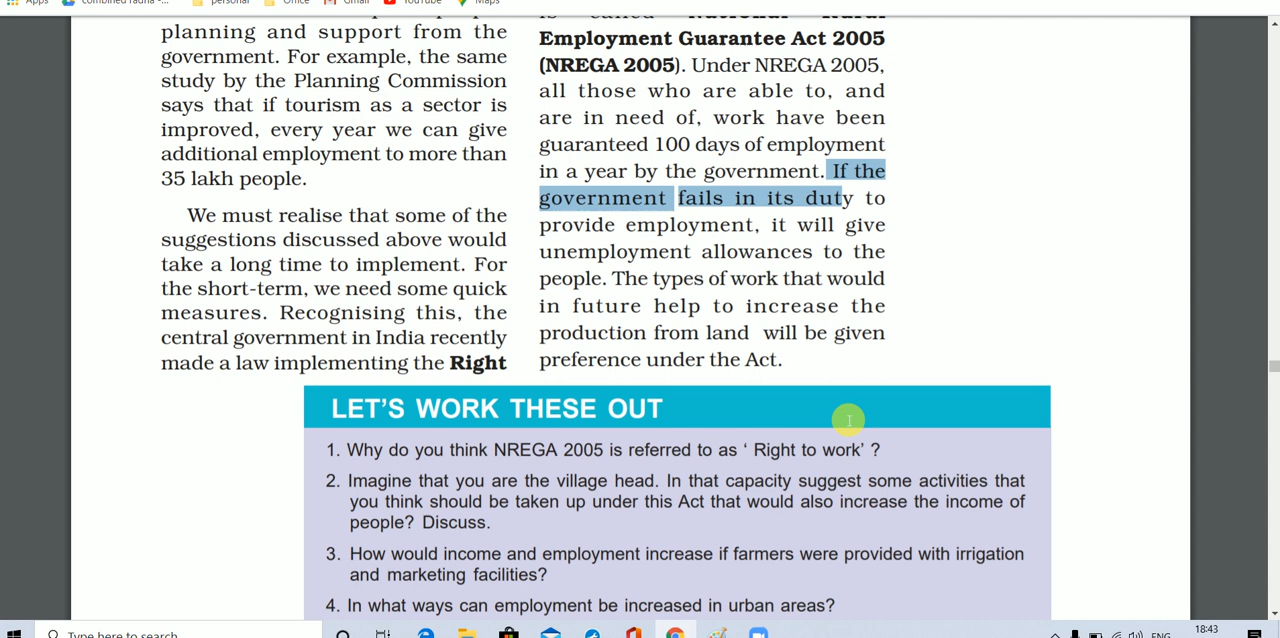 Apps
combined radha -...
personal
Office
Gmail
YouTube
Maps
planning and support from the
government. For example, the same
study by the Planning Commission
says that if tourism as a sector is
improved, every year we can give
additional employment to more than
35 lakh people.
We must realise that some of the
suggestions discussed above would
take a long time to implement. For
the short-term, we need some quick
measures. Recognising this, the
central government in India recently
made a law implementing the Right
is called National Rural
Employment Guarantee Act 2005
(NREGA 2005). Under NREGA 2005,
all those who are able to, and
are in need of, work have been
guaranteed 100 days of employment
in a year by the government. If the
government fails in its duty to
provide employment, it will give
unemployment allowances to the
people. The types of work that would
in future help to increase the
production from land will be given
preference under the Act.
LET'S WORK THESE OUT
1. Why do you think NREGA 2005 is referred to as ‘ Right to work’ ?
2. Imagine that you are the village head. In that capacity suggest some activities that
you think should be taken up under this Act that would also increase the income of
people? Discuss.
3. How would income and employment increase if farmers were provided with irrigation
and marketing facilities?
4. In what ways can employment be increased in urban areas?
Type here to search
ENG
18:43